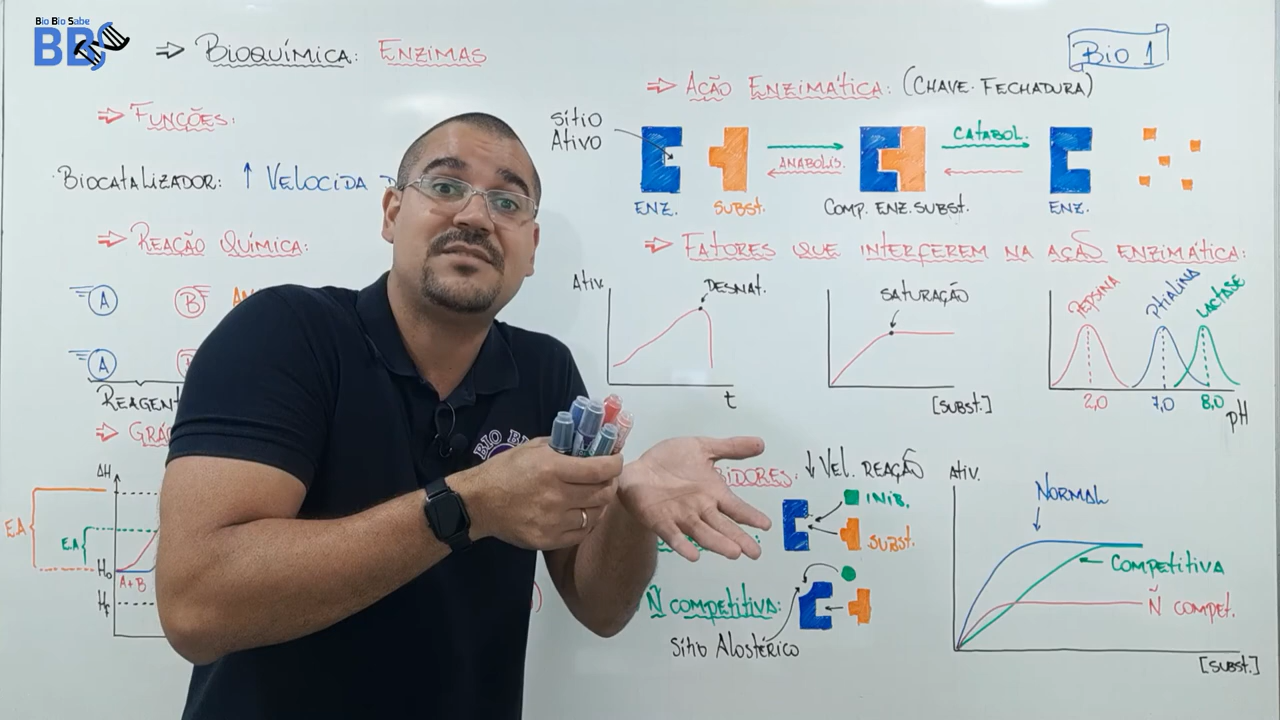 Bio Bio Sabe
BBS
⇒ BIOQUÍMICA: ENZIMAS
Bio 1
⇒ FUNÇÕES:
BIOCATALIZADOR: ↑ VELOCIDA
⇒ REAÇÃO QUÍMICA:
A B
A
REAGENT
ΔH
EA
EA
H₀
A+B
Hf
BIO
⇒ AÇÃO ENZIMÁTICA: (CHAVE-FECHADURA)
SÍTIO
ATIVO
ENZ.
SUBST.
ANABOLIS.
COMP. ENZ.SUBST.
CATABOL.
ENZ.
⇒ FATORES QUE INTERFEREM NA AÇÃO ENZIMÁTICA:
ATIV.
DESNAT.
t
SATURAÇÃO
[SUBST.]
PEPSINA
PTIALINA
LACTASE
2,0 7,0 8,0 pH
↓ VEL. REAÇÃO
INIB.
SUBST.
Ñ COMPETITIVA:
SÍTIO ALOSTÉRICO
ATIV.
NORMAL
COMPETITIVA
Ñ COMPET.
[SUBST.]